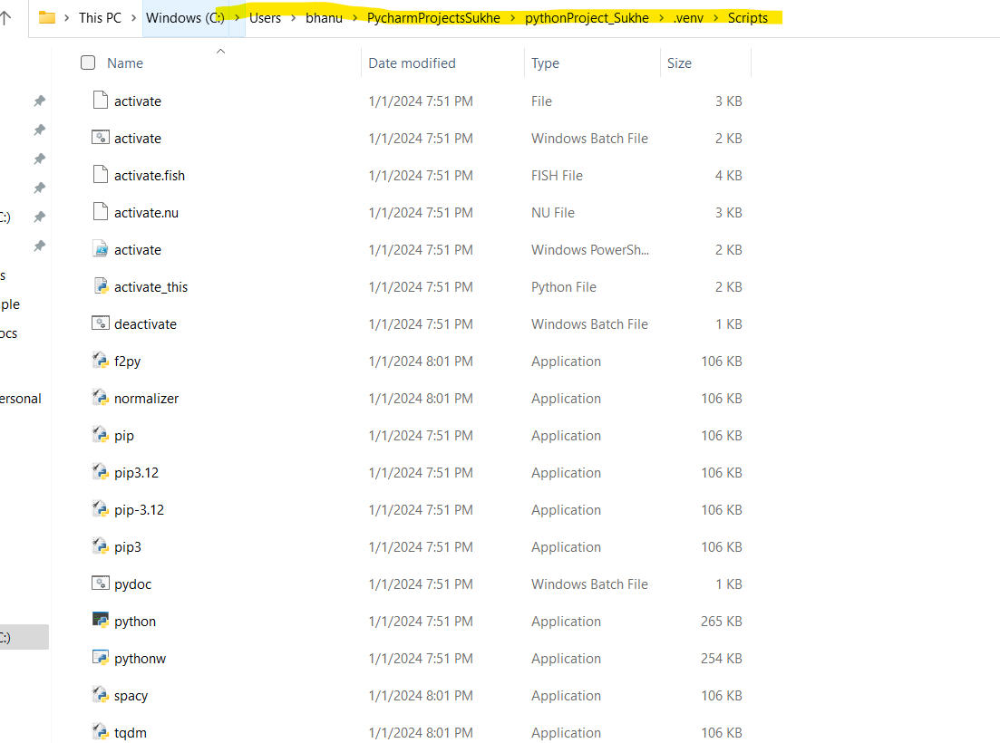 This PC > Windows (C:) > Users > bhanu > PycharmProjectsSukhe > pythonProject_Sukhe > .venv > Scripts
Name Date modified Type Size
activate 1/1/2024 7:51 PM File 3 KB
activate 1/1/2024 7:51 PM Windows Batch File 2 KB
activate.fish 1/1/2024 7:51 PM FISH File 4 KB
activate.nu 1/1/2024 7:51 PM NU File 3 KB
C:)
activate 1/1/2024 7:51 PM Windows PowerSh... 2 KB
s
activate_this 1/1/2024 7:51 PM Python File 2 KB
ple
deactivate 1/1/2024 7:51 PM Windows Batch File 1 KB
ocs
f2py 1/1/2024 8:01 PM Application 106 KB
ersonal
normalizer 1/1/2024 8:01 PM Application 106 KB
pip 1/1/2024 7:51 PM Application 106 KB
pip3.12 1/1/2024 7:51 PM Application 106 KB
pip-3.12 1/1/2024 7:51 PM Application 106 KB
pip3 1/1/2024 7:51 PM Application 106 KB
pydoc 1/1/2024 7:51 PM Windows Batch File 1 KB
python 1/1/2024 7:51 PM Application 265 KB
C:)
pythonw 1/1/2024 7:51 PM Application 254 KB
spacy 1/1/2024 8:01 PM Application 106 KB
tqdm 1/1/2024 8:01 PM Application 106 KB